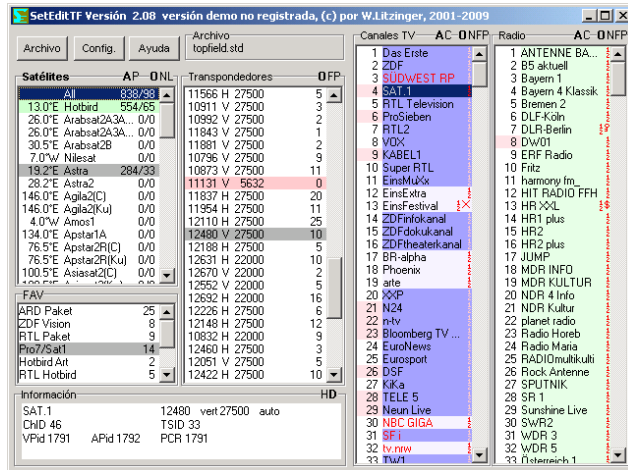 SetEditTF Versión 2.08 versión demo no registrada, (c) por W.Litzinger, 2001-2009
Archivo
Config.
Ayuda
Archivo
topfield.std
Satélites AP ONL
All 838/98
13.0°E Hotbird 554/65
26.0°E Arabsat2A3A... 0/0
26.0°E Arabsat2A3A... 0/0
30.5°E Arabsat2B 0/0
7.0°W Nilesat 0/0
19.2°E Astra 284/33
28.2°E Astra2 0/0
146.0°E Agila2(C) 0/0
146.0°E Agila2(Ku) 0/0
4.0°W Amos1 0/0
134.0°E Apstar1A 0/0
76.5°E Apstar2R(C) 0/0
76.5°E Apstar2R(Ku) 0/0
100.5°E Asiasat2(C) 0/0
FAV
ARD Paket 25
ZDF Vision 8
RTL Paket 9
Pro7/Sat1 14
Hotbird Art 2
RTL Hotbird 5
Transpondedores OFP
11566 H 27500 5
10911 V 27500 3
10992 V 27500 2
11843 V 27500 1
11881 V 27500 2
10796 V 27500 9
10873 V 27500 11
11131 V 5632 0
11837 H 27500 20
11954 H 27500 11
12110 H 27500 25
12480 V 27500 10
12188 H 27500 5
12631 H 27500 10
12670 V 22000 2
12552 V 22000 5
12692 H 22000 16
12226 H 27500 6
12148 H 27500 12
10832 H 22000 9
12460 H 27500 3
12051 V 27500 5
12422 H 27500 10
Información HD
SAT.1 12480 vert 27500 auto
ChID 46 TSID 33
VPid 1791 APid 1792 PCR 1791
Canales TV AC ONFP
1 Das Erste
2 ZDF
3 SÜDWEST RP
4 SAT.1
5 RTL Television
6 ProSieben
7 RTL2
8 VOX
9 KABEL1
10 Super RTL
11 EinsMuXx
12 EinsExtra
13 EinsFestival
14 ZDFinfokanal
15 ZDFdokukanal
16 ZDFtheaterkanal
17 BR-alpha
18 Phoenix
19 arte
20 XXP
21 N24
22 n-tv
23 Bloomberg TV ...
24 EuroNews
25 Eurosport
26 DSF
27 KiKa
28 TELE 5
29 Neun Live
30 NBC GIGA
31 SF i
32 tv.nrw
33 TW1
Radio AC ONFP
1 ANTENNE BA...
2 B5 aktuell
3 Bayern 1
4 Bayern 4 Klassik
5 Bremen 2
6 DLF-Köln
7 DLR-Berlin
8 DW01
9 ERF Radio
10 Fritz
11 harmony fm_
12 HIT RADIO FFH
13 HR XXL
14 HR1 plus
15 HR2
16 HR2 plus
17 JUMP
18 MDR INFO
19 MDR KULTUR
20 NDR 4 Info
21 NDR Kultur
22 planet radio
23 Radio Horeb
24 Radio Maria
25 RADIOmultikulti
26 Rock Antenne
27 SPUTNIK
28 SR 1
29 Sunshine Live
30 SWR2
31 WDR 3
32 WDR 5
33 Österreich 1